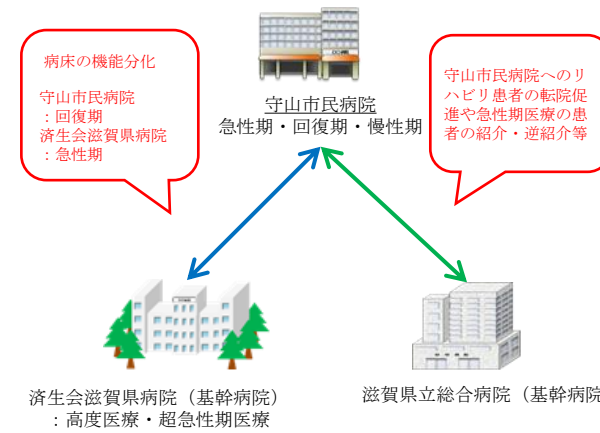 病床の機能分化
守山市民病院
：回復期
済生会滋賀県病院
：急性期
守山市民病院へのリ
ハビリ患者の転院促
進や急性期医療の患
者の紹介・逆紹介等
守山市民病院
急性期・回復期・慢性期
済生会滋賀県病院（基幹病院）
：高度医療・超急性期医療
滋賀県立総合病院（基幹病院